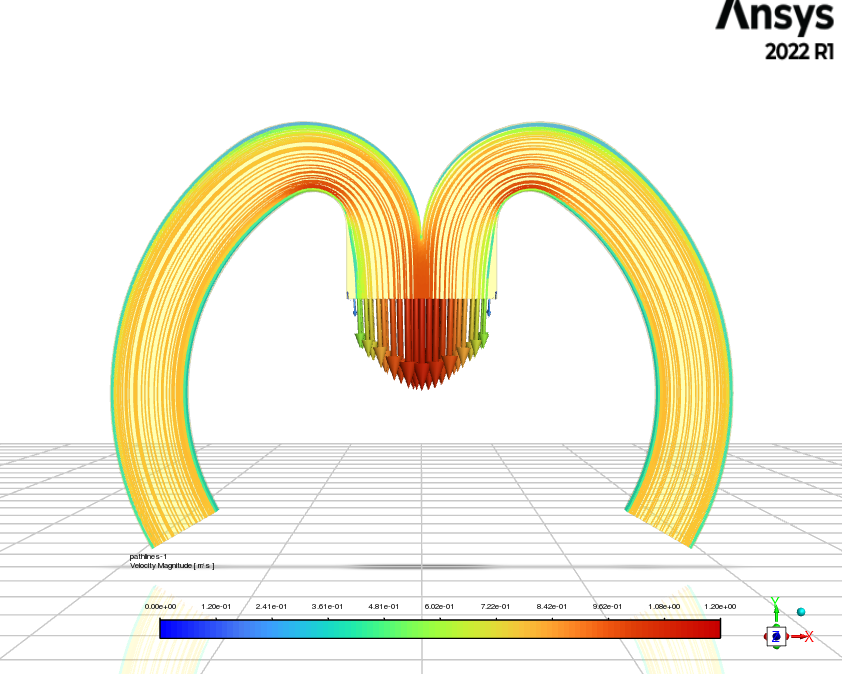 Ansys
2022 R1
pathlines-1
Velocity Magnitude [ m/s ]
0.00e+00 1.20e-01 2.41e-01 3.61e-01 4.81e-01 6.02e-01 7.22e-01 8.42e-01 9.62e-01 1.08e+00 1.20e+00
Y
Z X